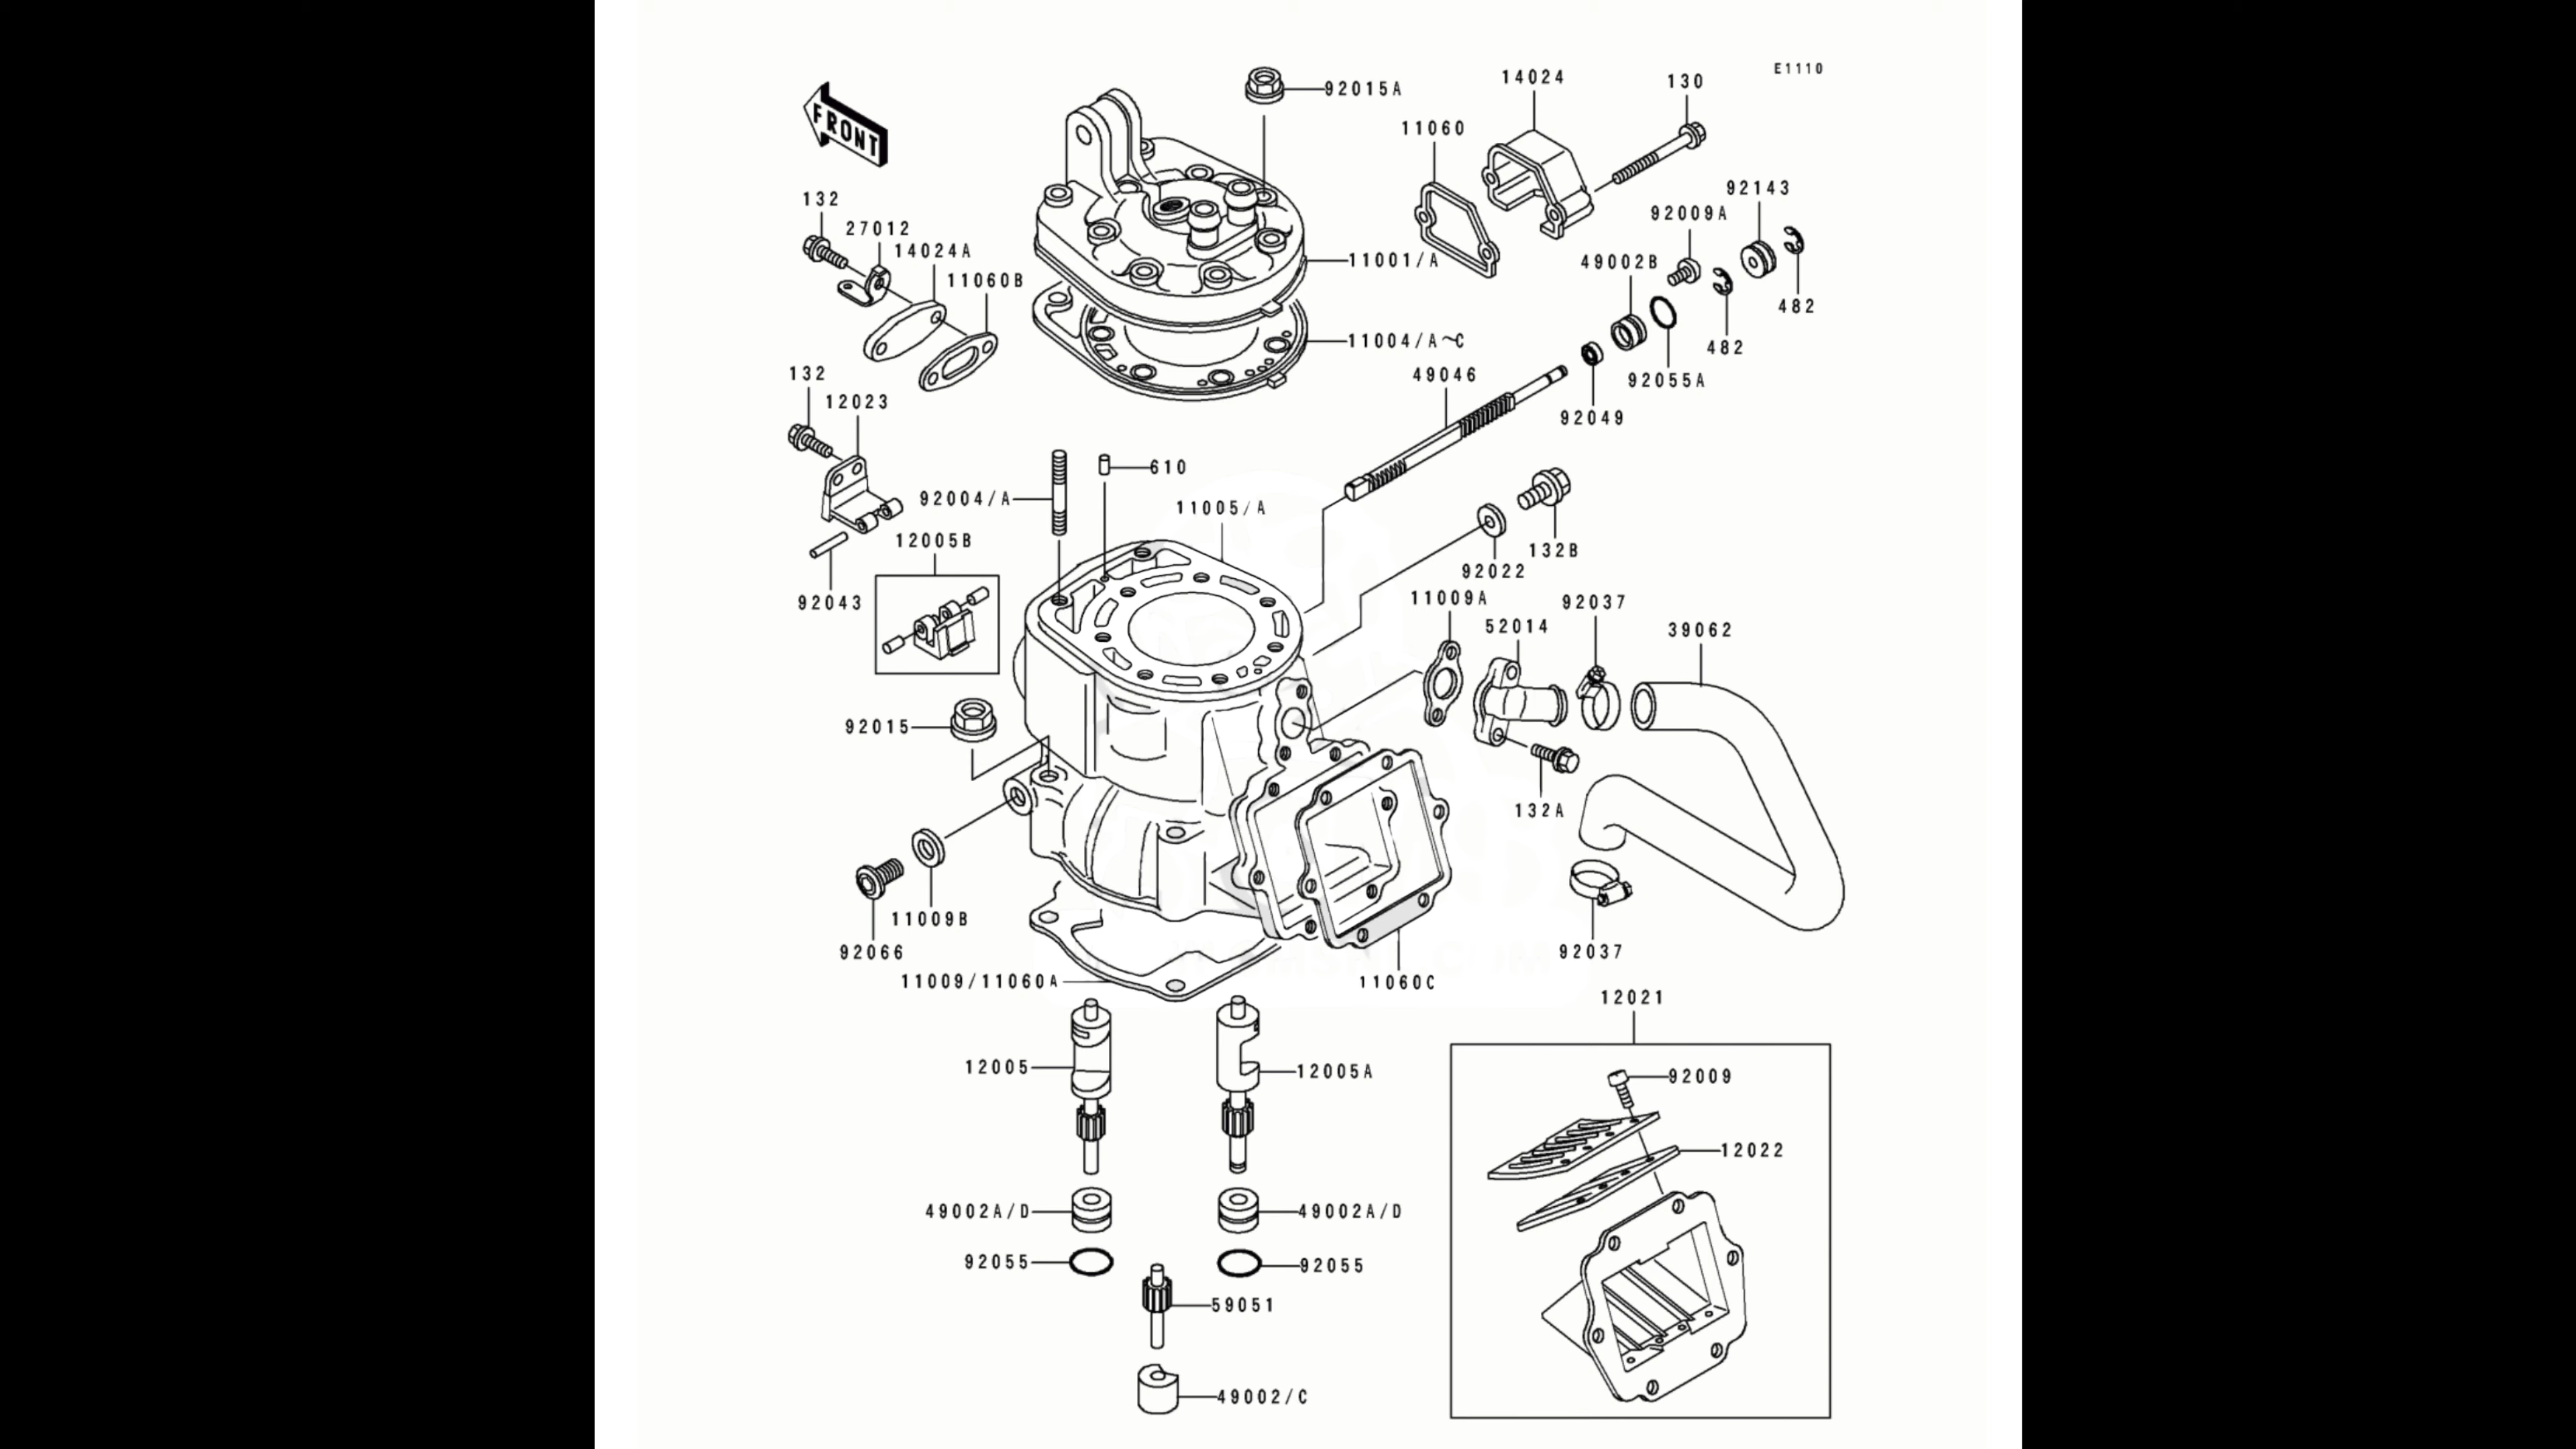 E1110
FRONT
92015A
14024
130
11060
92143
132
27012
14024A
11060B
92009A
49002B
11001/A
482
482
11004/A~C
92055A
49046
92049
132
12023
610
92004/A
11005/A
12005B
132B
92022
92043
11009A
92037
52014
39062
92015
132A
11009B
92066
92037
11009/11060A
11060C
12021
12005
12005A
92009
12022
49002A/D
49002A/D
92055
92055
59051
49002/C